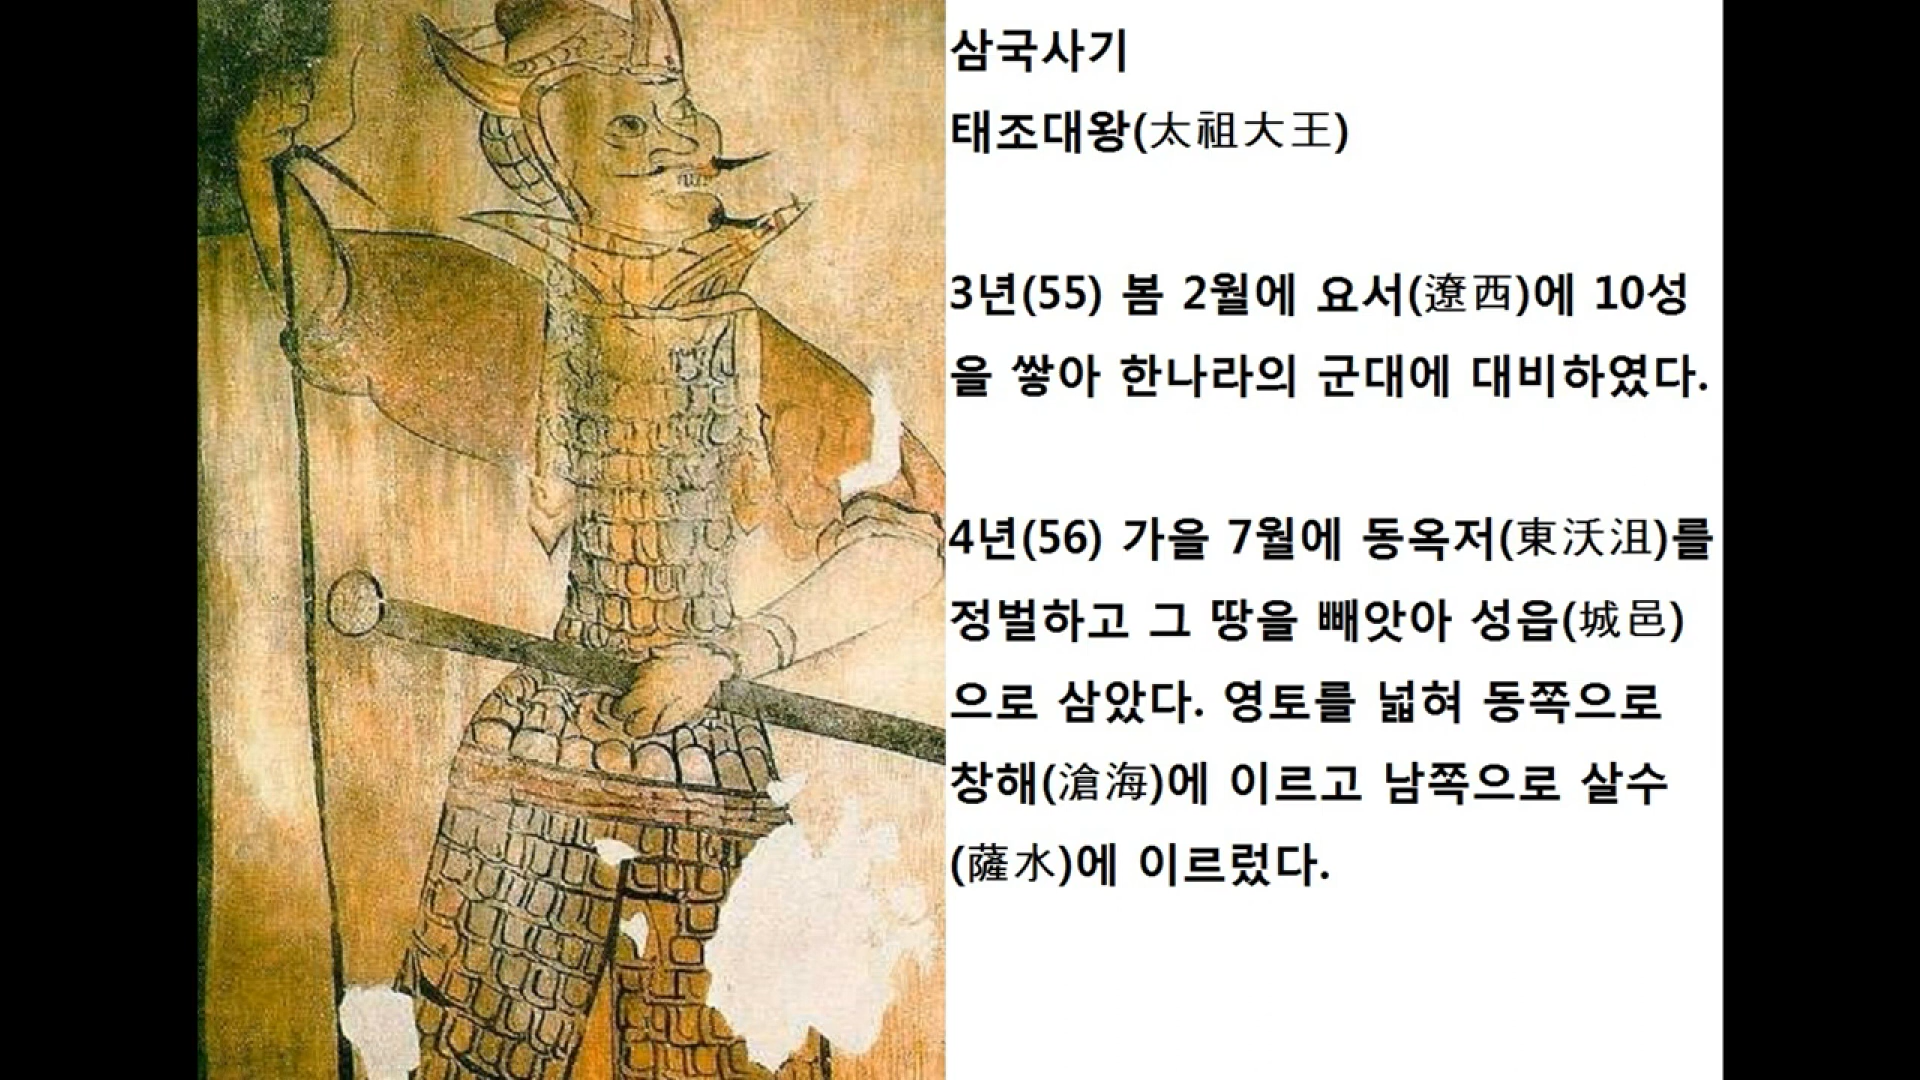 삼국사기
태조대왕(太祖大王)
3년(55) 봄 2월에 요서(遼西)에 10성
을 쌓아 한나라의 군대에 대비하였다.
4년(56) 가을 7월에 동옥저(東沃沮)를
정벌하고 그 땅을 빼앗아 성읍(城邑)
으로 삼았다. 영토를 넓혀 동쪽으로
창해(滄海)에 이르고 남쪽으로 살수
(薩水)에 이르렀다.